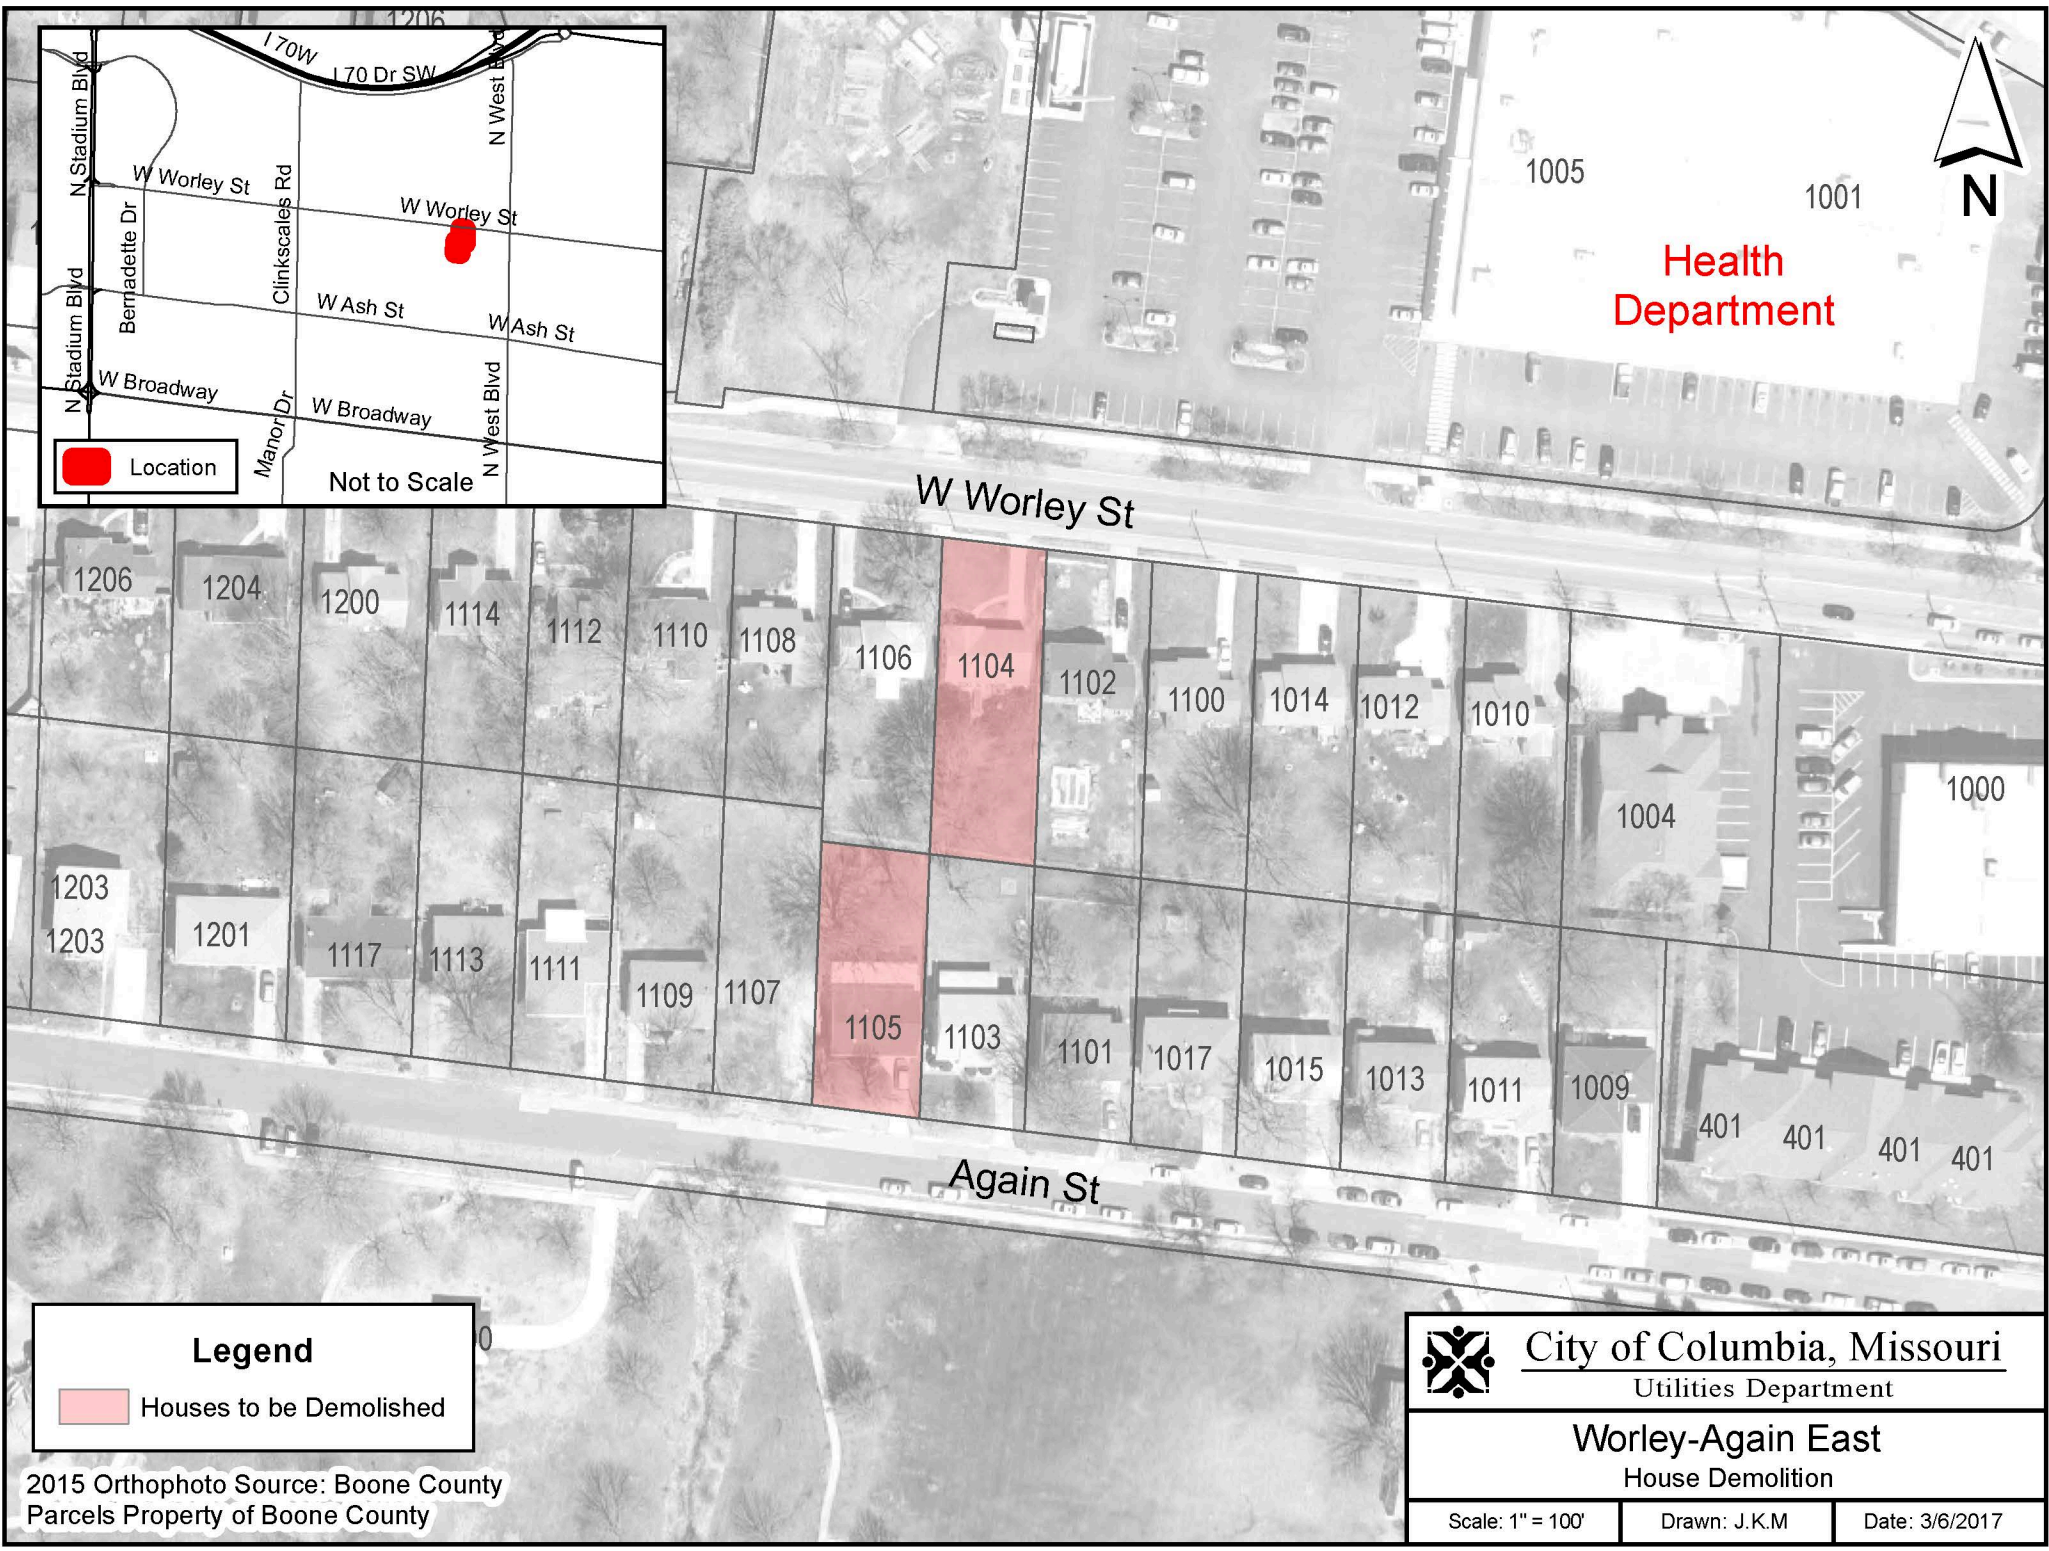 1206
I 70W
I 70 Dr SW
N West Blvd
N Stadium Blvd
W Worley St
Clinkscales Rd
W Worley St
Bernadette Dr
N Stadium Blvd
W Ash St
W Ash St
W Broadway
W Broadway
Manor Dr
N West Blvd
Location
Not to Scale
1005
1001
Health
Department
N
W Worley St
1206
1204
1200
1114
1112
1110
1108
1106
1104
1102
1100
1014
1012
1010
1004
1000
1203
1203
1201
1117
1113
1111
1109
1107
1105
1103
1101
1017
1015
1013
1011
1009
401
401
401
401
Again St
Legend
Houses to be Demolished
2015 Orthophoto Source: Boone County
Parcels Property of Boone County
City of Columbia, Missouri
Utilities Department
Worley-Again East
House Demolition
Scale: 1" = 100'
Drawn: J.K.M
Date: 3/6/2017